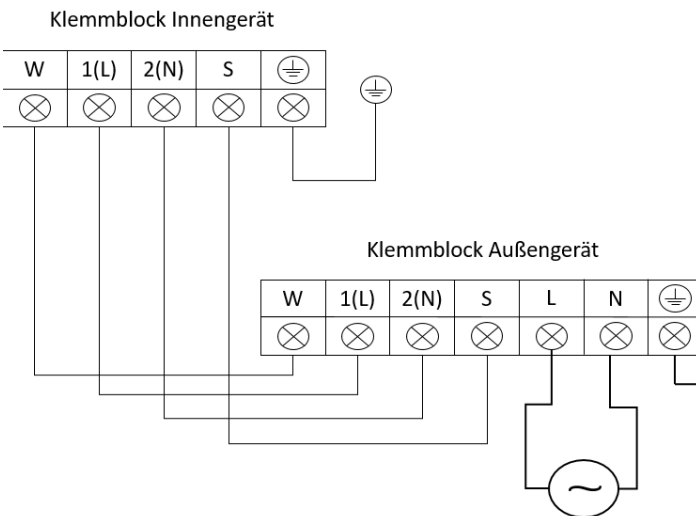 Klemmblock Innengerät
W 1(L) 2(N) S
Klemmblock Außengerät
W 1(L) 2(N) S L N
~